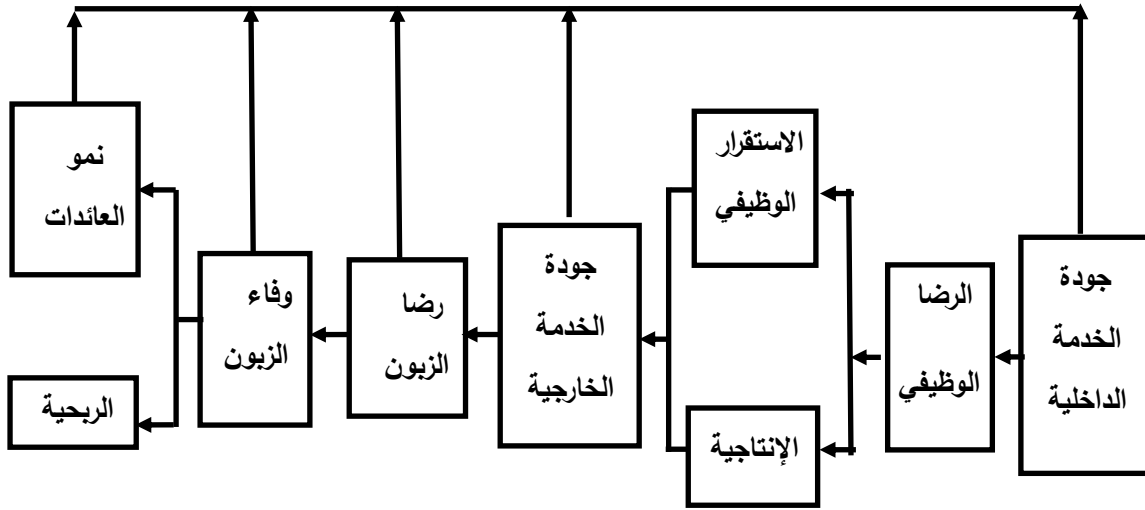 جودة
الخدمة
الداخلية
الرضا
الوظيفي
الاستقرار
الوظيفي
الإنتاجية
جودة
الخدمة
الخارجية
رضا
الزبون
وفاء
الزبون
نمو
العائدات
الربحية